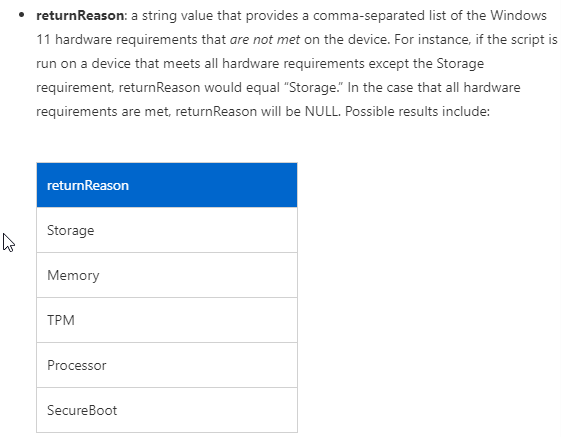 returnReason: a string value that provides a comma-separated list of the Windows
11 hardware requirements that are not met on the device. For instance, if the script is
run on a device that meets all hardware requirements except the Storage
requirement, returnReason would equal “Storage.” In the case that all hardware
requirements are met, returnReason will be NULL. Possible results include:
returnReason
Storage
Memory
TPM
Processor
SecureBoot